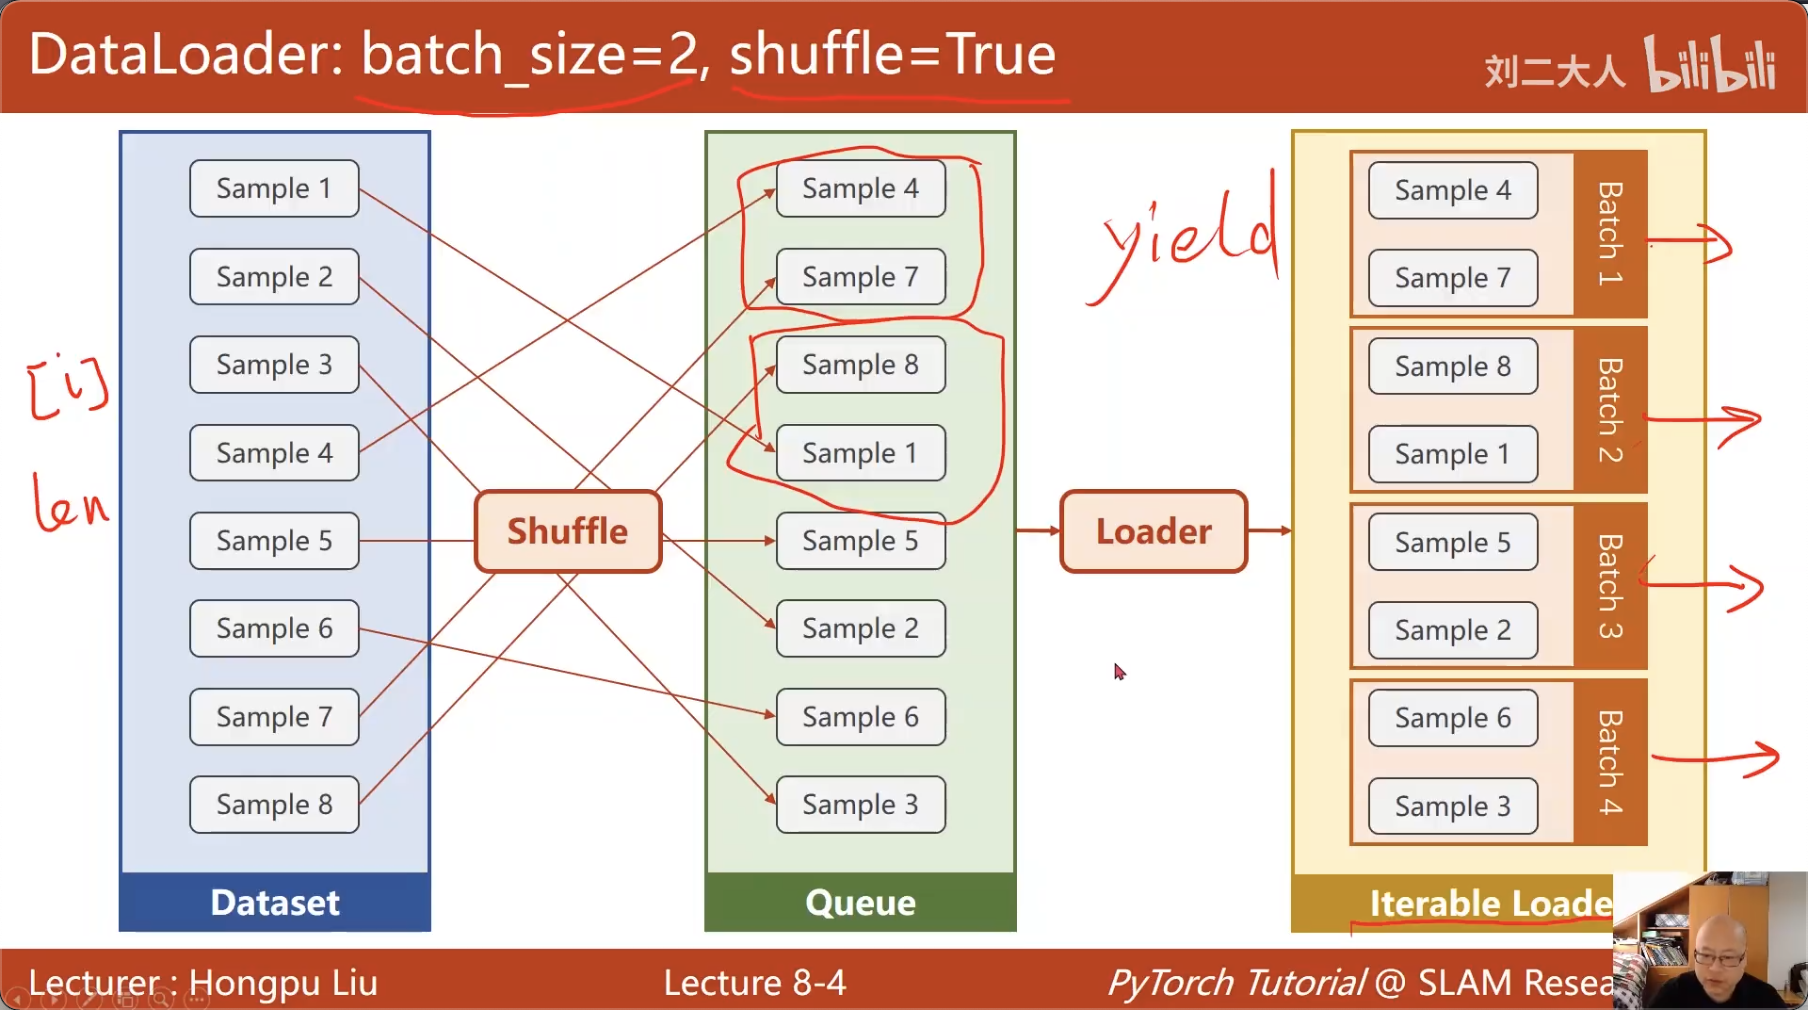 DataLoader: batch_size=2, shuffle=True
刘二大人 bilibili
Sample 1
Sample 2
Sample 3
Sample 4
Sample 5
Sample 6
Sample 7
Sample 8
Dataset
[i]
len
Shuffle
Sample 4
Sample 7
Sample 8
Sample 1
Sample 5
Sample 2
Sample 6
Sample 3
Queue
yield
Loader
Sample 4
Sample 7
Batch 1
Sample 8
Sample 1
Batch 2
Sample 5
Sample 2
Batch 3
Sample 6
Sample 3
Batch 4
Iterable Loade
Lecturer : Hongpu Liu
Lecture 8-4
PyTorch Tutorial @ SLAM Resea